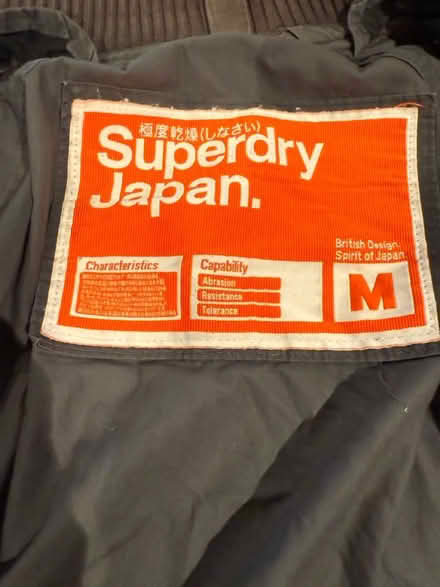 極度乾燥(しなさい)
Superdry
Japan.
British Design.
Spirit of Japan
Characteristics
Capability
Abrasion
Resistance
Tolerance
M